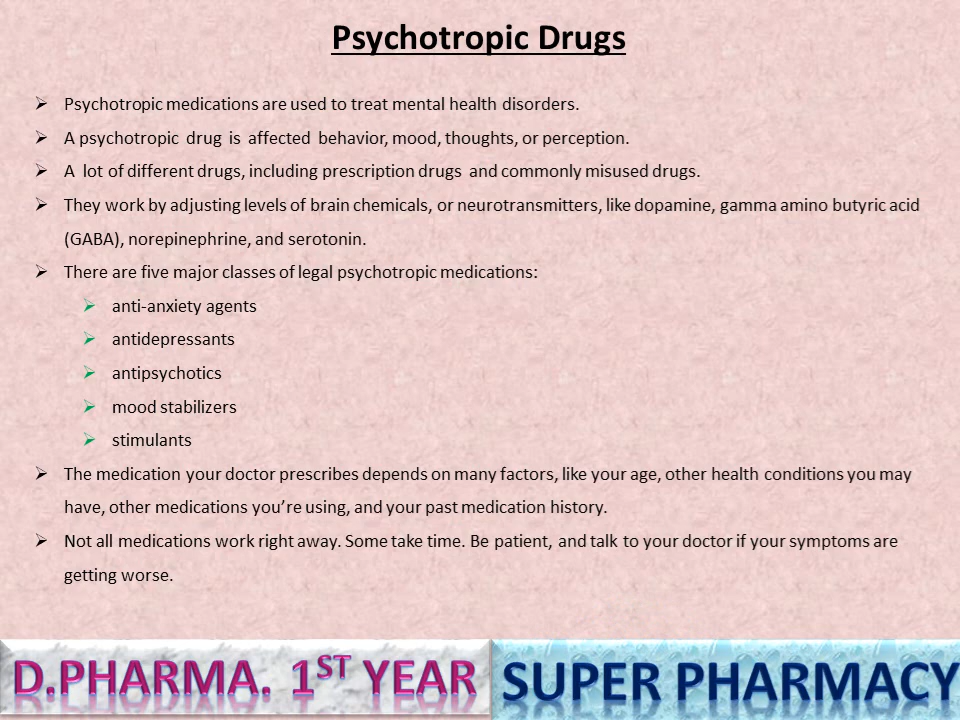 Psychotropic Drugs
Psychotropic medications are used to treat mental health disorders.
A psychotropic drug is affected behavior, mood, thoughts, or perception.
A lot of different drugs, including prescription drugs and commonly misused drugs.
They work by adjusting levels of brain chemicals, or neurotransmitters, like dopamine, gamma amino butyric acid
(GABA), norepinephrine, and serotonin.
There are five major classes of legal psychotropic medications:
anti-anxiety agents
antidepressants
antipsychotics
mood stabilizers
stimulants
The medication your doctor prescribes depends on many factors, like your age, other health conditions you may
have, other medications you’re using, and your past medication history.
Not all medications work right away. Some take time. Be patient, and talk to your doctor if your symptoms are
getting worse.
D.PHARMA. 1ST YEAR SUPER PHARMACY